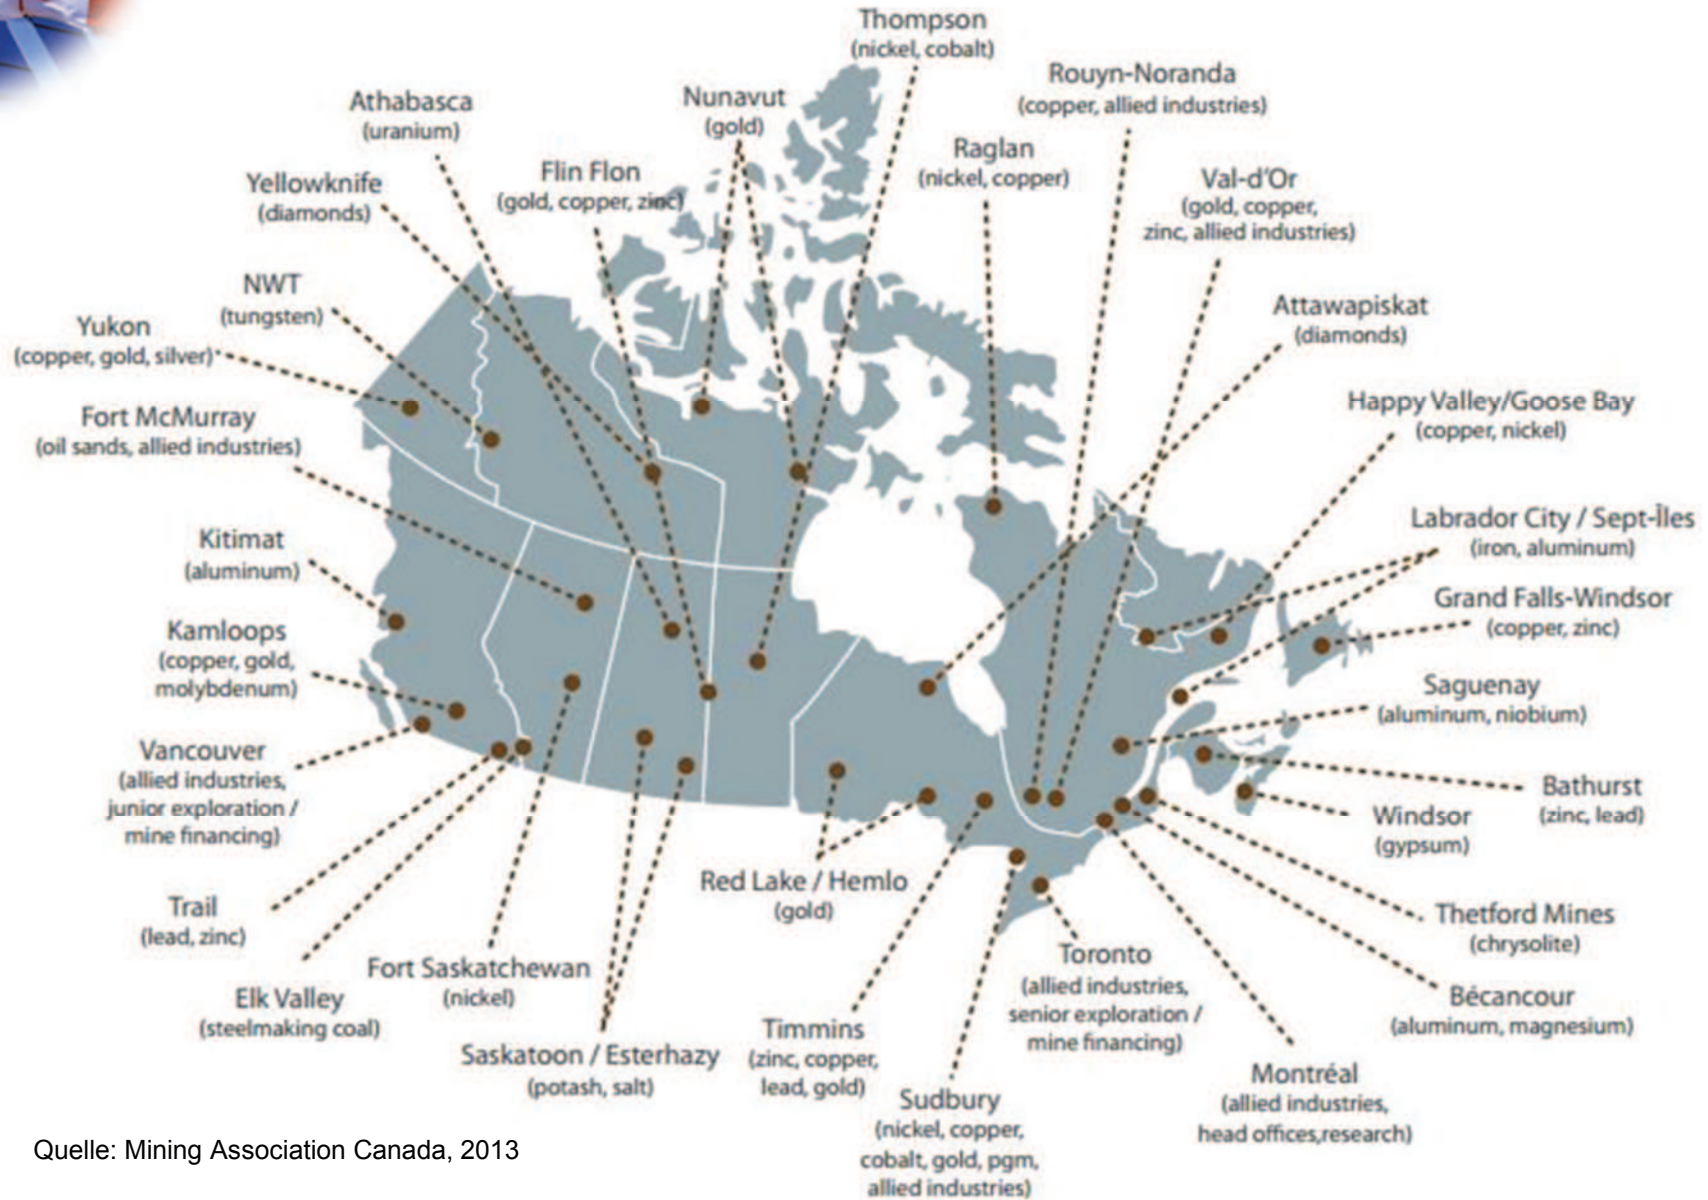 Thompson
(nickel, cobalt)
Rouyn-Noranda
(copper, allied industries)
Athabasca
(uranium)
Nunavut
(gold)
Raglan
(nickel, copper)
Flin Flon
(gold, copper, zinc)
Val-d'Or
(gold, copper,
zinc, allied industries)
Yellowknife
(diamonds)
NWT
(tungsten)
Attawapiskat
(diamonds)
Yukon
(copper, gold, silver)
Happy Valley/Goose Bay
(copper, nickel)
Fort McMurray
(oil sands, allied industries)
Labrador City / Sept-Îles
(iron, aluminum)
Kitimat
(aluminum)
Grand Falls-Windsor
(copper, zinc)
Kamloops
(copper, gold,
molybdenum)
Saguenay
(aluminum, niobium)
Vancouver
(allied industries,
junior exploration /
mine financing)
Bathurst
(zinc, lead)
Windsor
(gypsum)
Red Lake / Hemlo
(gold)
Trail
(lead, zinc)
Thetford Mines
(chrysolite)
Toronto
(allied industries,
senior exploration /
mine financing)
Fort Saskatchewan
(nickel)
Elk Valley
(steelmaking coal)
Bécancour
(aluminum, magnesium)
Timmins
(zinc, copper,
lead, gold)
Saskatoon / Esterhazy
(potash, salt)
Montréal
(allied industries,
head offices,research)
Sudbury
(nickel, copper,
cobalt, gold, pgm,
allied industries)
Quelle: Mining Association Canada, 2013